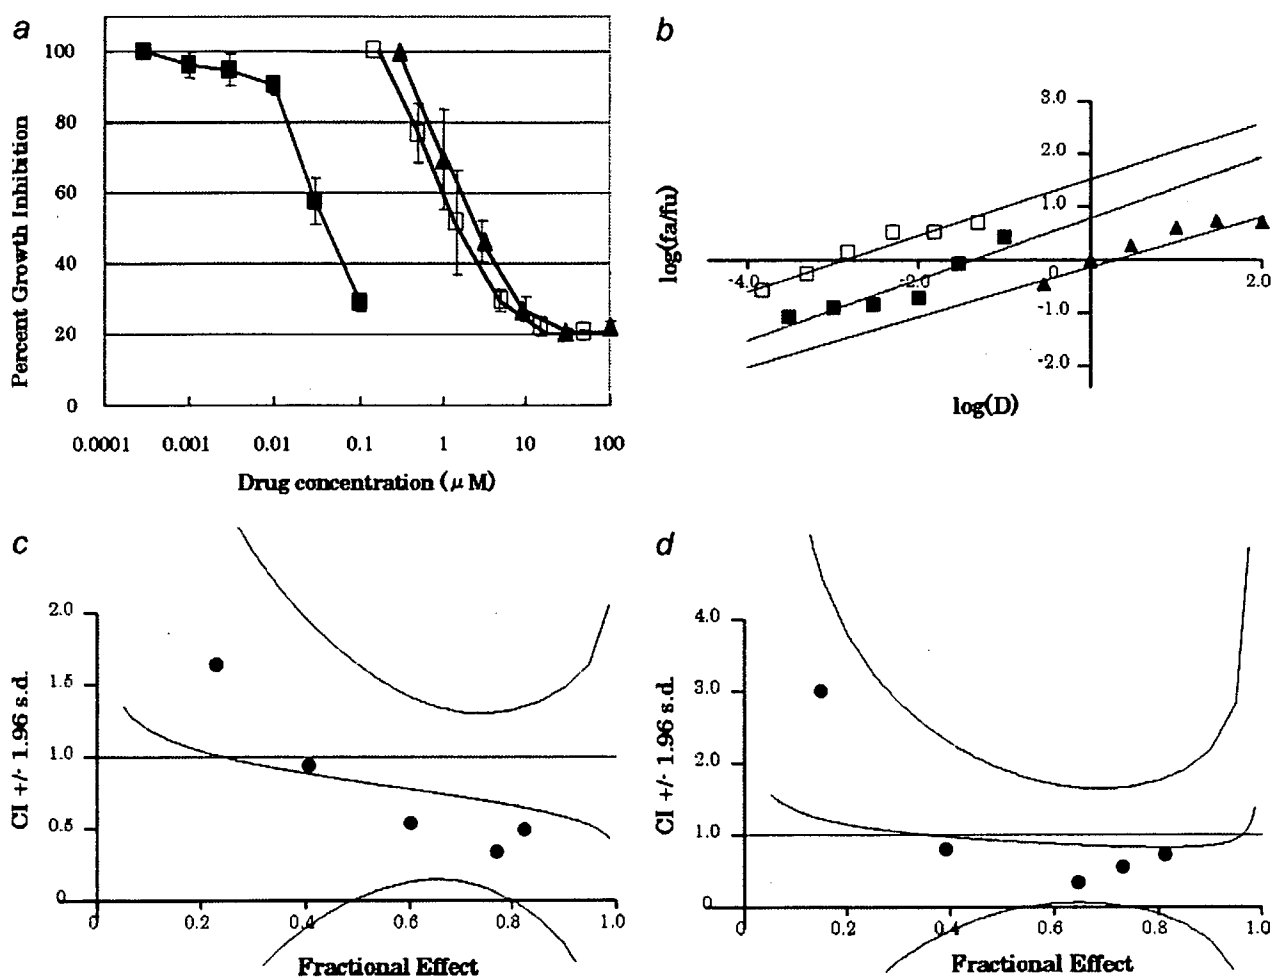 a
Percent Growth Inhibition
100
80
60
40
20
0
0.0001 0.001 0.01 0.1 1 10 100
Drug concentration (μ M)
b
log(fa/fu)
3.0
2.0
1.0
0
-1.0
-2.0
-4.0 -2.0 2.0
log(D)
c
CI +/- 1.96 s.d.
2.0
1.5
1.0
0.5
0
0 0.2 0.4 0.6 0.8 1.0
Fractional Effect
d
CI +/- 1.96 s.d.
4.0
3.0
2.0
1.0
0
0 0.2 0.4 0.6 0.8 1.0
Fractional Effect